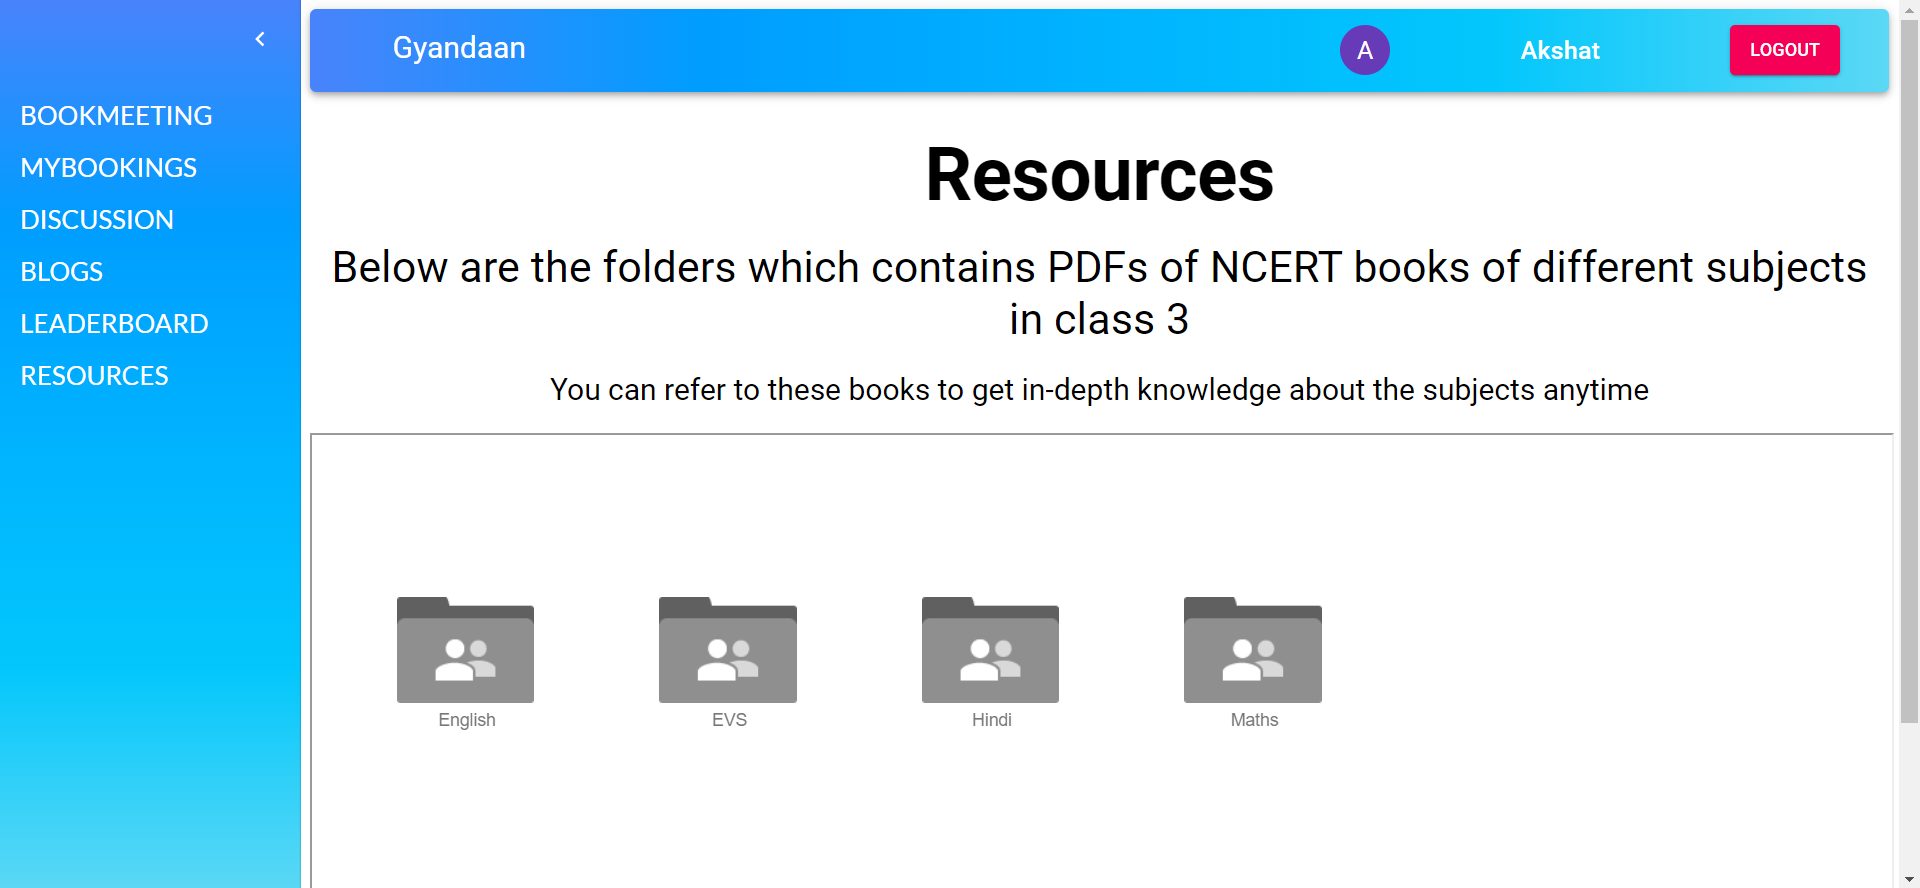 BOOKMEETING
MYBOOKINGS
DISCUSSION
BLOGS
LEADERBOARD
RESOURCES
Gyandaan
A
Akshat
LOGOUT
Resources
Below are the folders which contains PDFs of NCERT books of different subjects
in class 3
You can refer to these books to get in-depth knowledge about the subjects anytime
English
EVS
Hindi
Maths